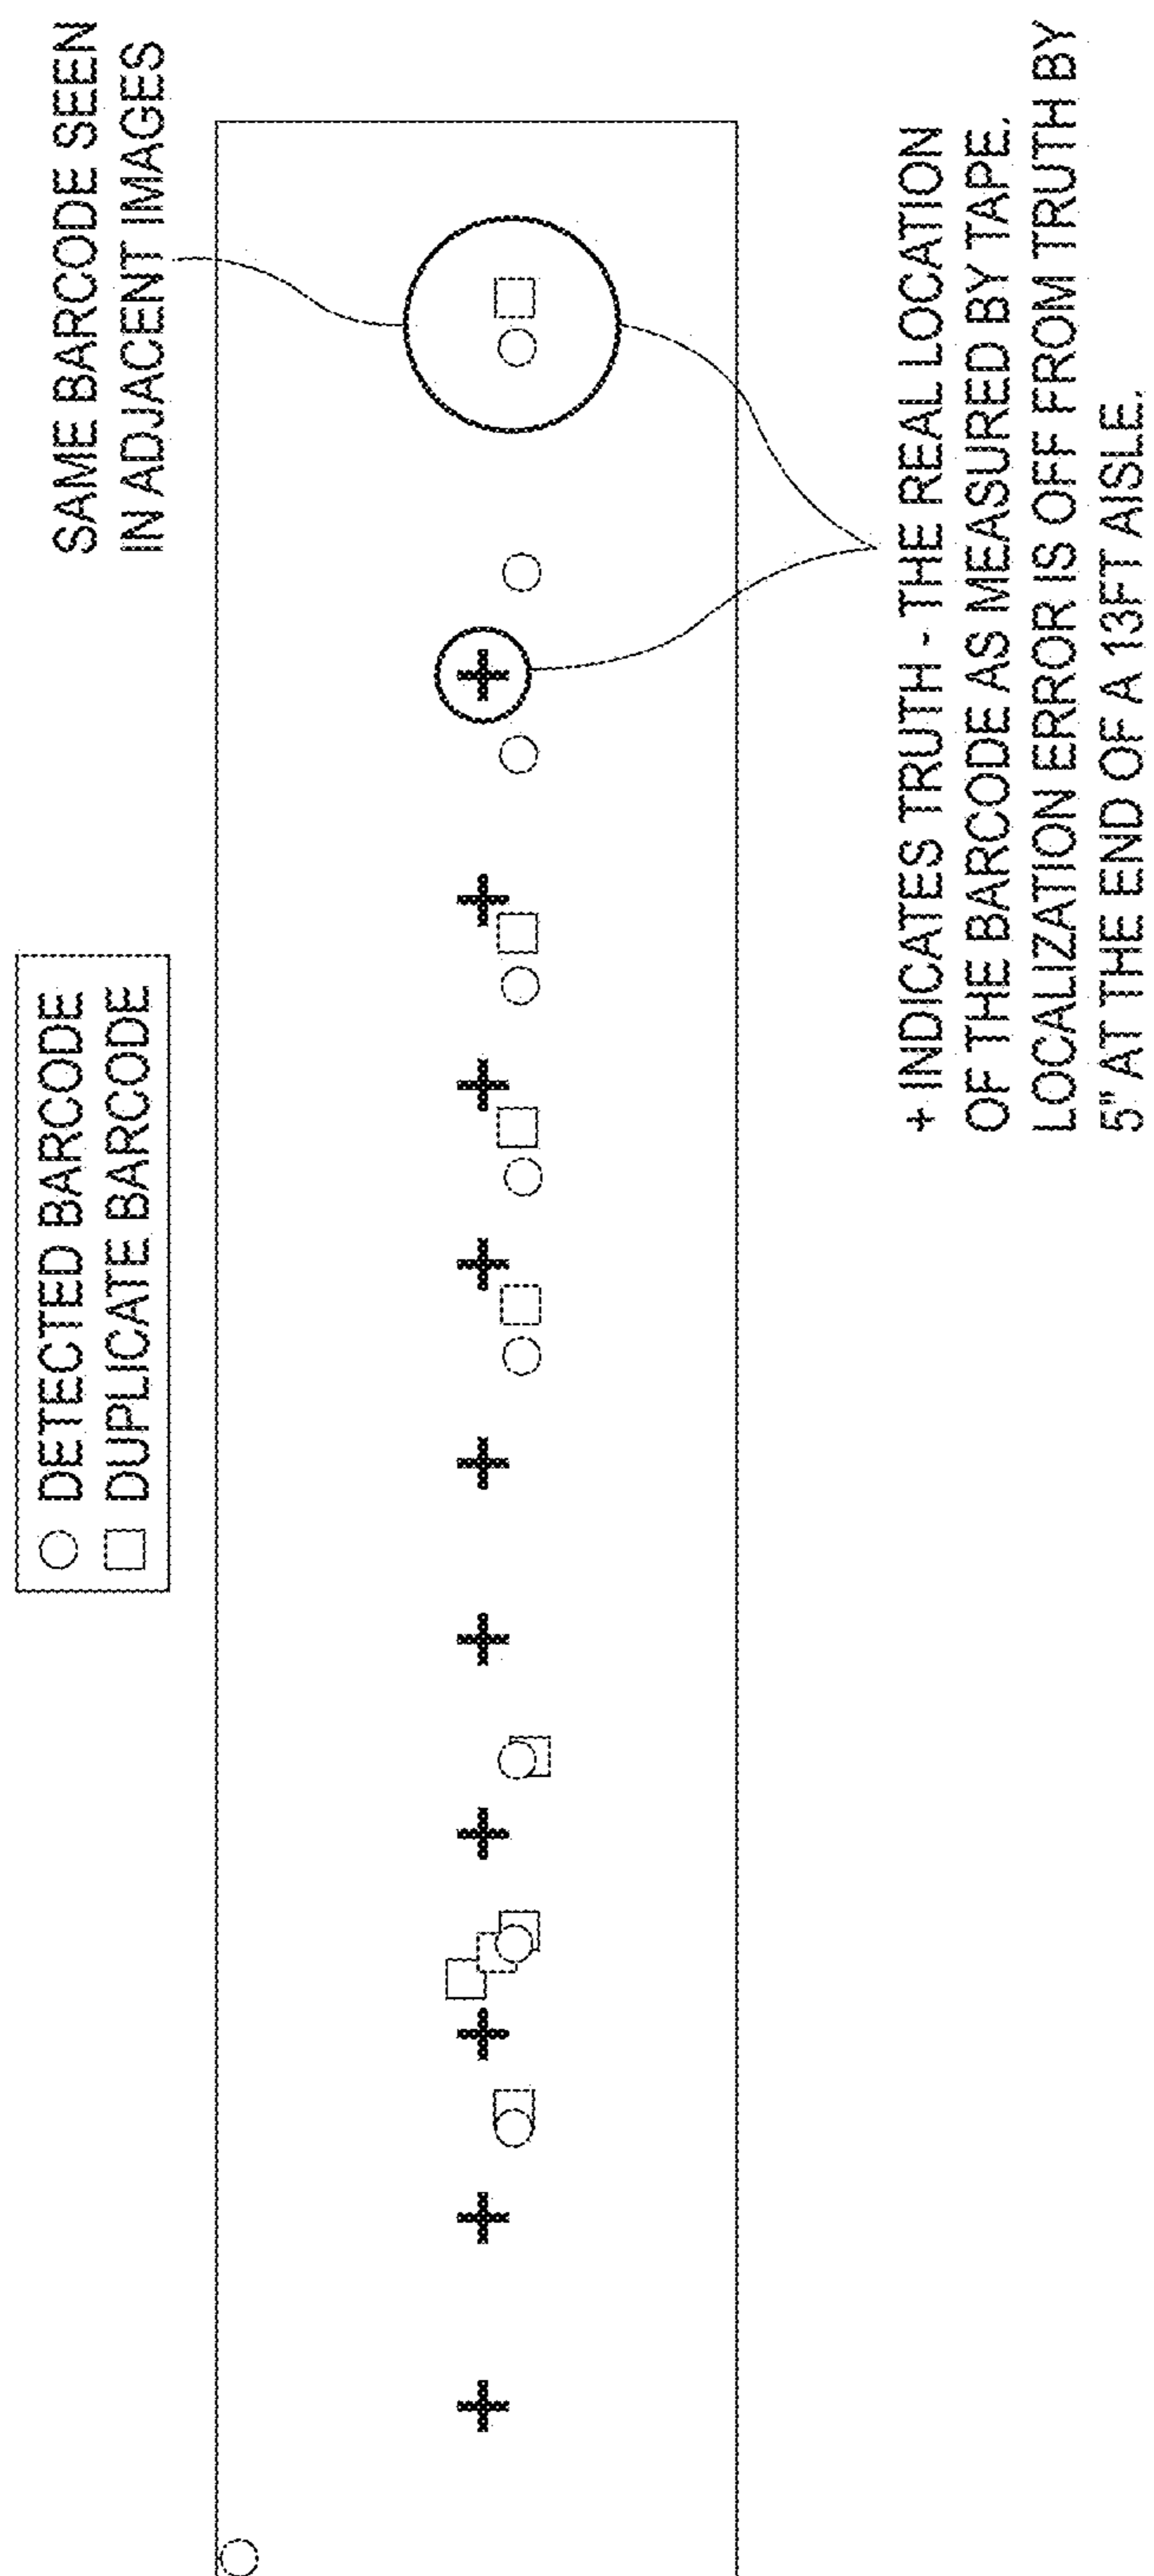 SAME BARCODE SEEN
IN ADJACENT IMAGES
DETECTED BARCODE
DUPLICATE BARCODE
+ INDICATES TRUTH - THE REAL LOCATION
OF THE BARCODE AS MEASURED BY TAPE.
LOCALIZATION ERROR IS OFF FROM TRUTH BY
5" AT THE END OF A 13FT AISLE.